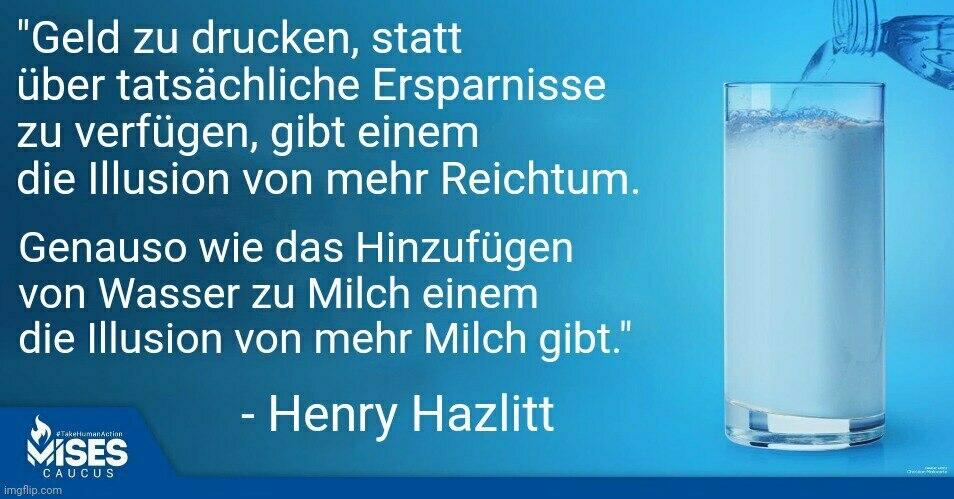 "Geld zu drucken, statt
über tatsächliche Ersparnisse
zu verfügen, gibt einem
die Illusion von mehr Reichtum.
Genauso wie das Hinzufügen
von Wasser zu Milch einem
die Illusion von mehr Milch gibt."
- Henry Hazlitt
#TakeHumanAction
MISES
CAUCUS
imgflip.com